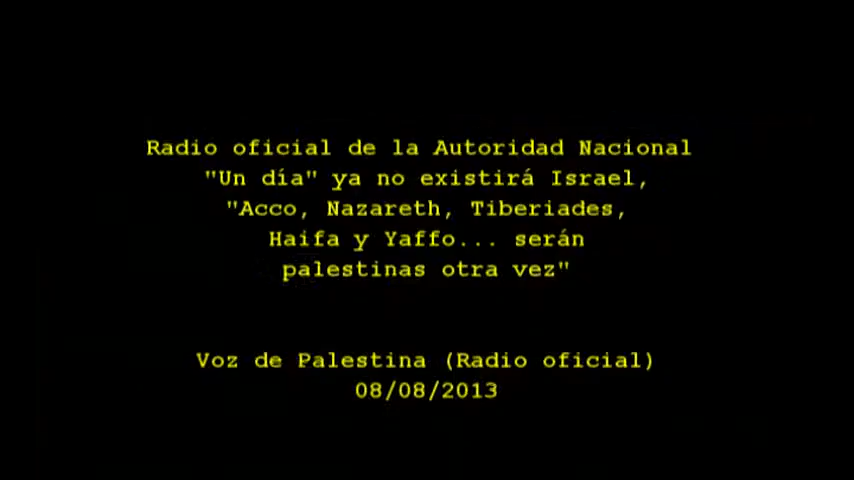 Radio oficial de la Autoridad Nacional
"Un día" ya no existirá Israel,
"Acco, Nazareth, Tiberiades,
Haifa y Yaffo... serán
palestinas otra vez"
Voz de Palestina (Radio oficial)
08/08/2013